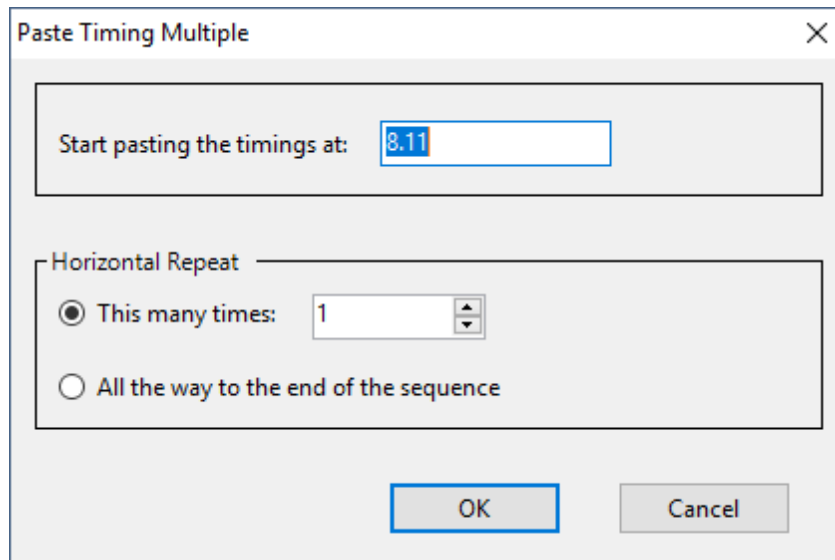 Paste Timing Multiple
Start pasting the timings at: 8.11
Horizontal Repeat
This many times: 1
All the way to the end of the sequence
OK Cancel